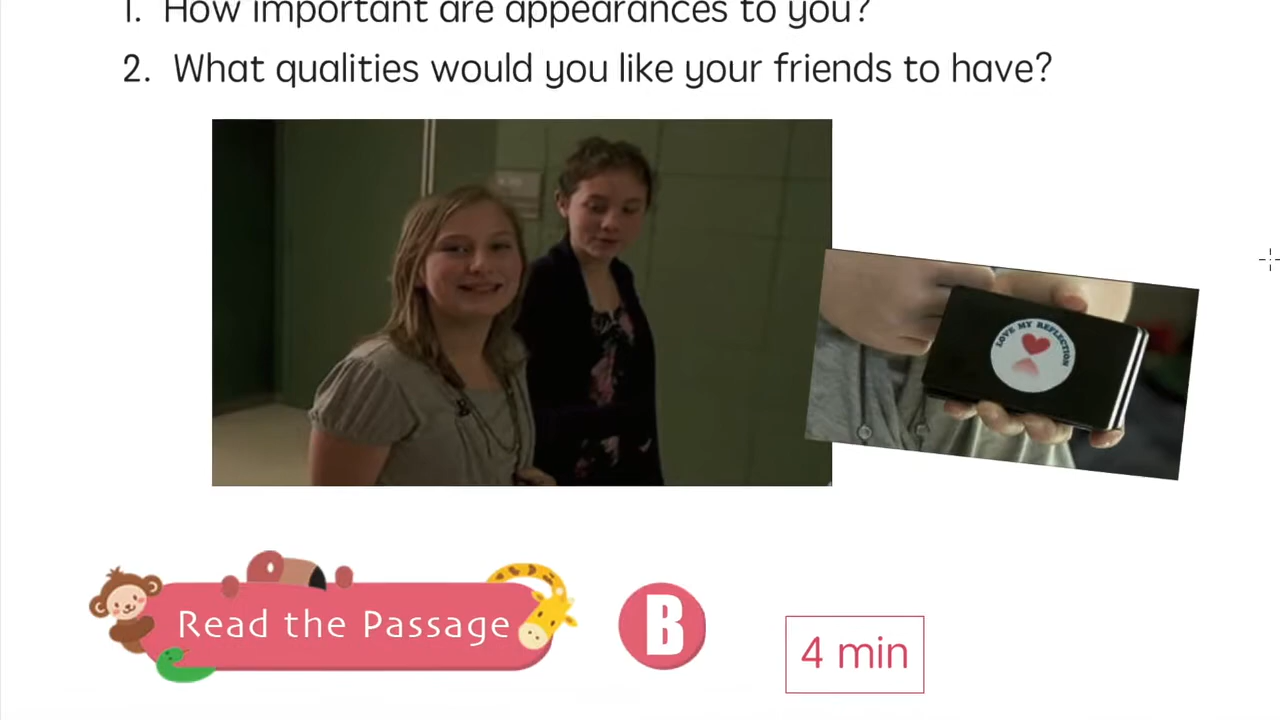 1. How important are appearances to you?
2. What qualities would you like your friends to have?
LOVE MY REFLECTION
Read the Passage
B
4 min